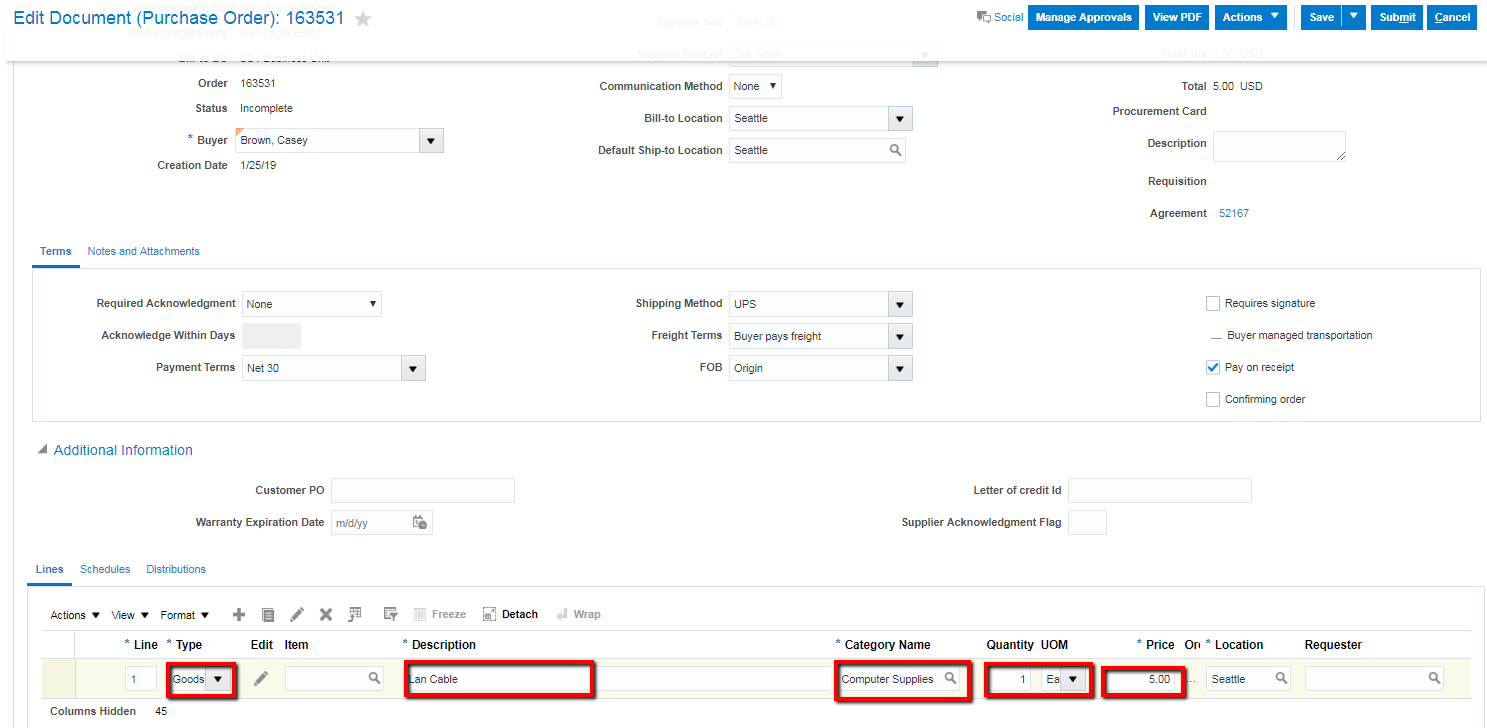 Edit Document (Purchase Order): 163531
Social
Manage Approvals
View PDF
Actions
Save
Submit
Cancel
Sold-to Legal Entity US1 Legal Entity
Supplier Site Dell US1
Supplier Contact Gill, Noah
Total Tax 0.00 USD
Bill-to BU US1 Business Unit
Order 163531
Status Incomplete
* Buyer Brown, Casey
Creation Date 1/25/19
Communication Method None
Bill-to Location Seattle
Default Ship-to Location Seattle
Total 5.00 USD
Procurement Card
Description
Requisition
Agreement 52167
Terms Notes and Attachments
Required Acknowledgment None
Acknowledge Within Days
Payment Terms Net 30
Shipping Method UPS
Freight Terms Buyer pays freight
FOB Origin
Requires signature
Buyer managed transportation
Pay on receipt
Confirming order
Additional Information
Customer PO
Warranty Expiration Date m/d/yy
Letter of credit Id
Supplier Acknowledgment Flag
Lines Schedules Distributions
Actions View Format Freeze Detach Wrap
* Line * Type Edit Item * Description * Category Name Quantity UOM * Price Or * Location Requester
1 Goods Lan Cable Computer Supplies 1 Ea 5.00 ... Seattle
Columns Hidden 45